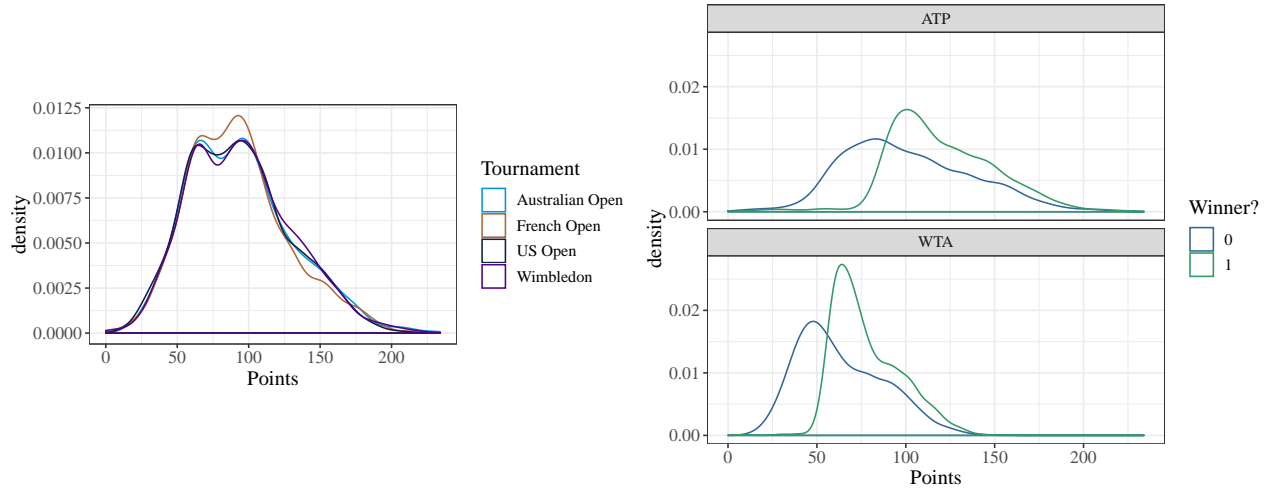 0.0125
0.0100
0.0075
0.0050
0.0025
0.0000
density
0 50 100 150 200
Points
Tournament
Australian Open
French Open
US Open
Wimbledon
ATP
0.02
0.01
0.00
WTA
0.02
0.01
0.00
density
0 50 100 150 200
Points
Winner?
0
1